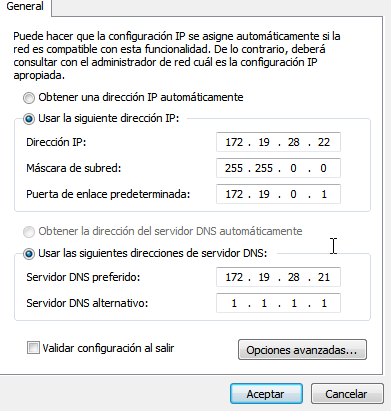 General
Puede hacer que la configuración IP se asigne automáticamente si la
red es compatible con esta funcionalidad. De lo contrario, deberá
consultar con el administrador de red cuál es la configuración IP
apropiada.
Obtener una dirección IP automáticamente
Usar la siguiente dirección IP:
Dirección IP: 172 . 19 . 28 . 22
Máscara de subred: 255 . 255 . 0 . 0
Puerta de enlace predeterminada: 172 . 19 . 0 . 1
Obtener la dirección del servidor DNS automáticamente
Usar las siguientes direcciones de servidor DNS:
Servidor DNS preferido: 172 . 19 . 28 . 21
Servidor DNS alternativo: 1 . 1 . 1 . 1
Validar configuración al salir
Opciones avanzadas...
Aceptar Cancelar